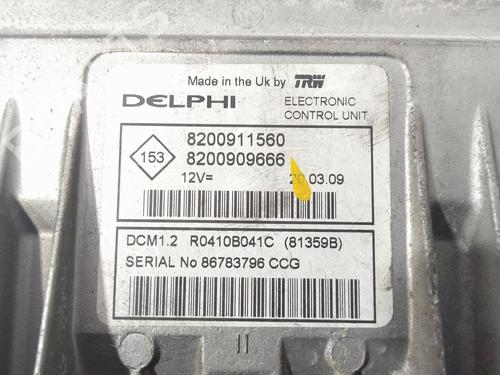 Made in the Uk by TRW
DELPHI
ELECTRONIC
CONTROL UNIT
153
8200911560
8200909666
12V= 20.03.09
DCM1.2 R0410B041C (81359B)
SERIAL No 86783796 CCG